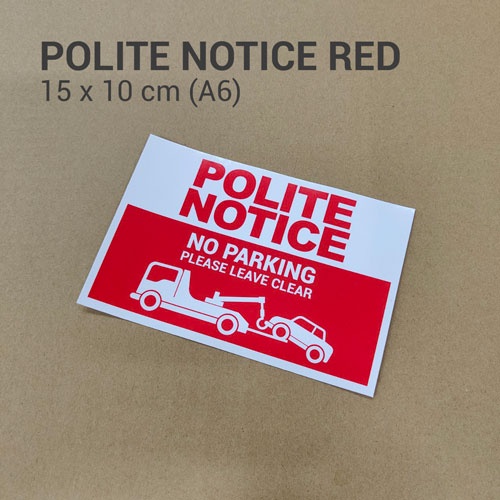 POLITE NOTICE RED
15 x 10 cm (A6)
POLITE
NOTICE
NO PARKING
PLEASE LEAVE CLEAR